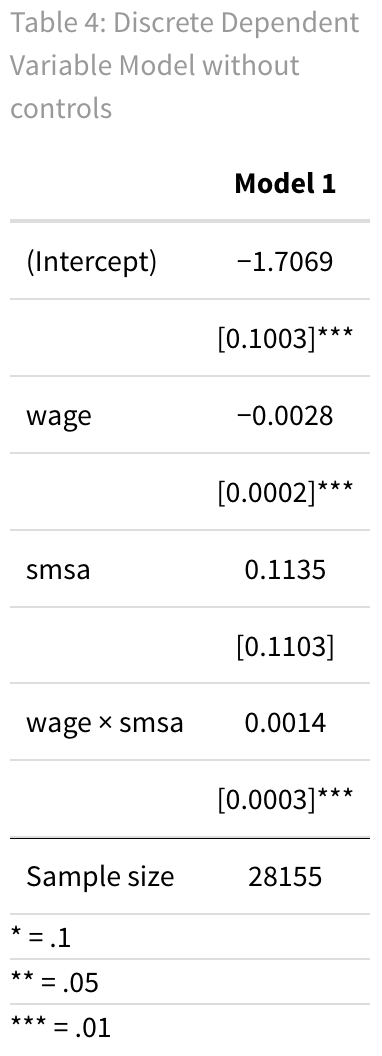 Table 4: Discrete Dependent
Variable Model without
controls
Model 1
(Intercept) −1.7069
[0.1003]***
wage −0.0028
[0.0002]***
smsa 0.1135
[0.1103]
wage × smsa 0.0014
[0.0003]***
Sample size 28155
* = .1
** = .05
*** = .01